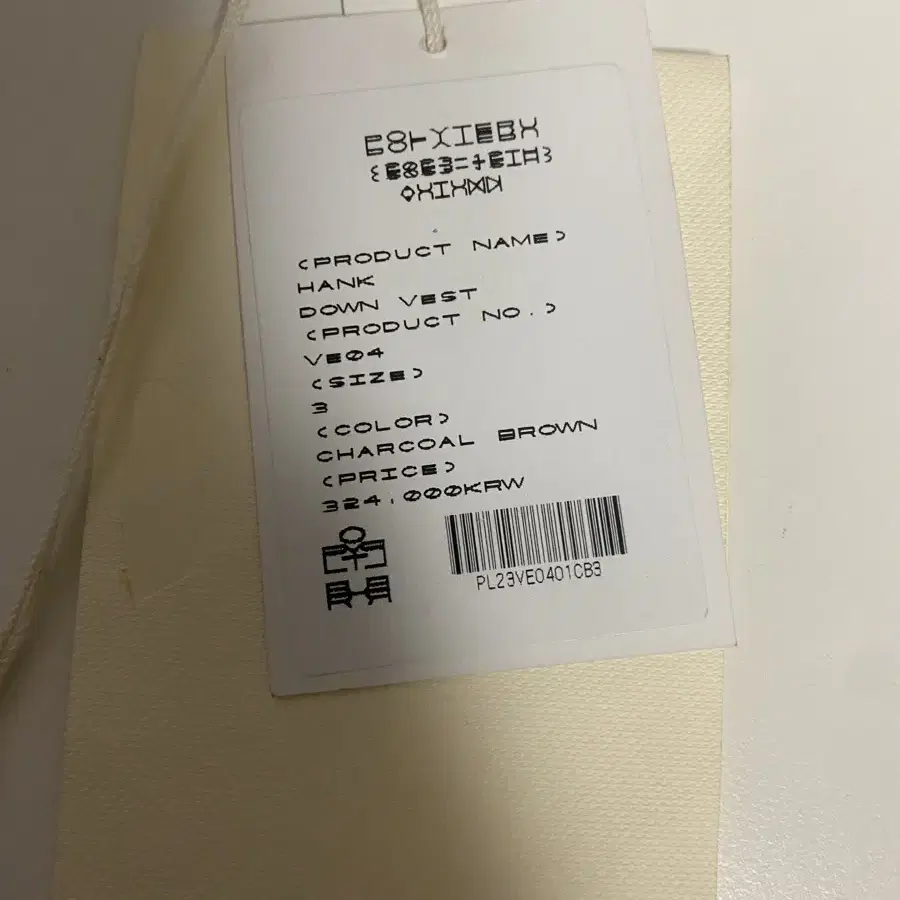 <PRODUCT NAME>
HANK
DOWN VEST
<PRODUCT NO.>
VE04
<SIZE>
3
<COLOR>
CHARCOAL BROWN
<PRICE>
324,000KRW
PL23VE0401CB3